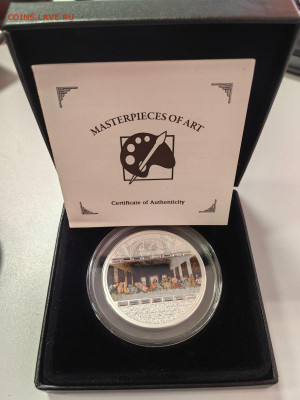 COINS.LAVE.RU
MASTERPIECES OF ART
Certificate of Authenticity